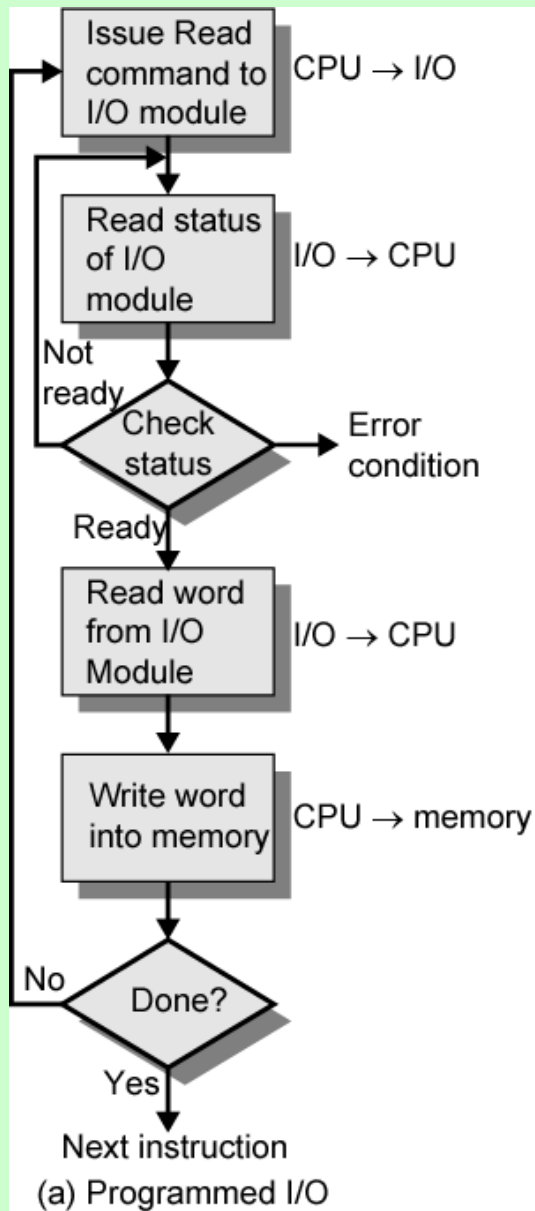 Issue Read
command to
I/O module
CPU → I/O
Read status
of I/O
module
I/O → CPU
Not
ready
Check
status
Error
condition
Ready
Read word
from I/O
Module
I/O → CPU
Write word
into memory
CPU → memory
No
Done?
Yes
Next instruction
(a) Programmed I/O